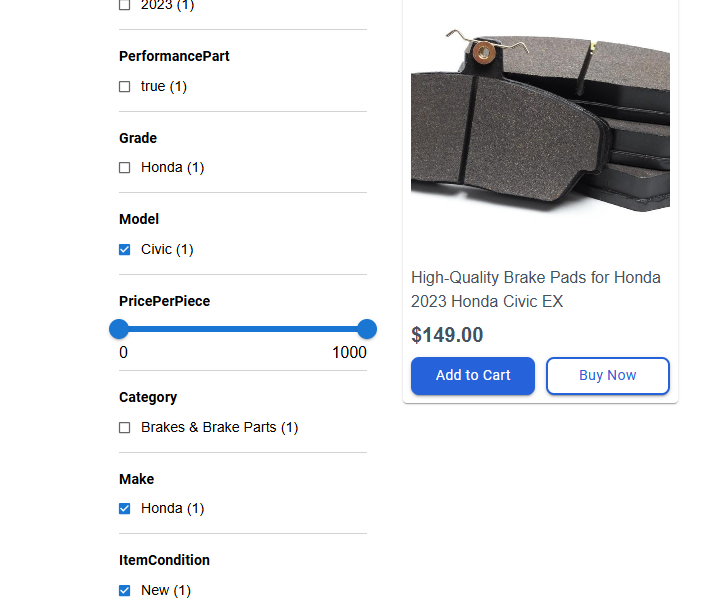 2023 (1)
PerformancePart
true (1)
Grade
Honda (1)
Model
Civic (1)
PricePerPiece
0 1000
Category
Brakes & Brake Parts (1)
Make
Honda (1)
ItemCondition
New (1)
High-Quality Brake Pads for Honda
2023 Honda Civic EX
$149.00
Add to Cart
Buy Now